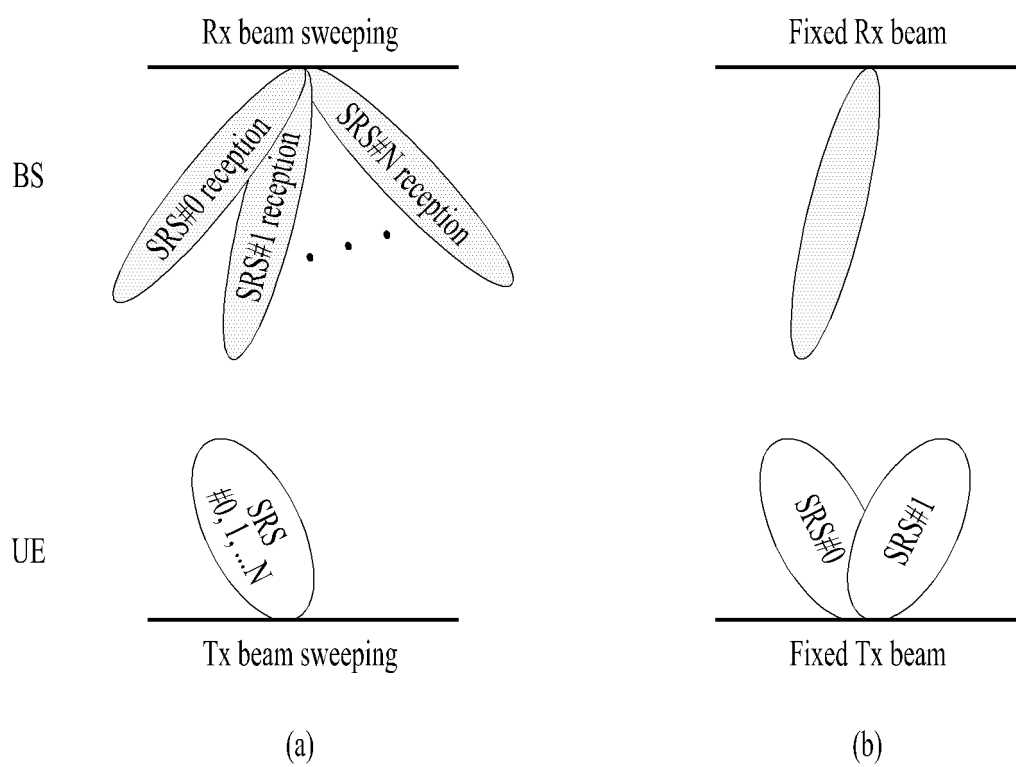 Rx beam sweeping
Fixed Rx beam
BS
SRS#0 reception
SRS#1 reception
SRS#N reception
UE
SRS
#0, 1, ...N
SRS#0
SRS#1
Tx beam sweeping
Fixed Tx beam
(a)
(b)